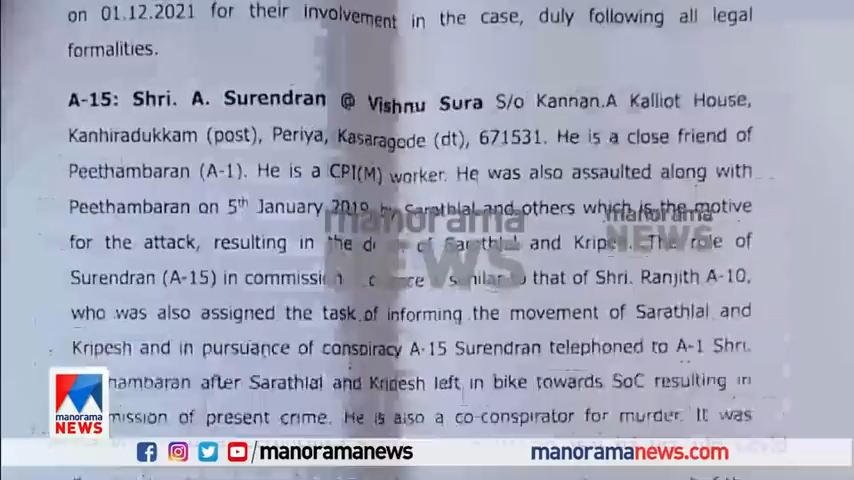 on 01.12.2021 for their involvement in the case, duly following all legal
formalities.
A-15: Shri. A. Surendran @ Vishnu Sura S/o Kannan.A Kalliot House,
Kanhiradukkam (post), Periya, Kasaragode (dt), 671531. He is a close friend of
Peethambaran (A-1). He is a CPI(M) worker. He was also assaulted along with
Peethambaran on 5th January 2019 by Sarathlal and others which is the motive
for the attack, resulting in the of Sarathlal and The role of
Surendran (A-15) in similar to that of Shri. Ranjith A-10,
who was also assigned the task of informing the movement of Sarathlal and
Kripesh and in pursuance of conspiracy A-15 Surendran telephoned to A-1 Shri.
hambaran after Sarathlal and Kripesh left in bike towards SoC resulting in
mission of present crime. He is also a co-conspirator for murder. It was
manorama
NEWS
manorama
NEWS
manorama
NEWS
/manoramanews
manoramanews.com